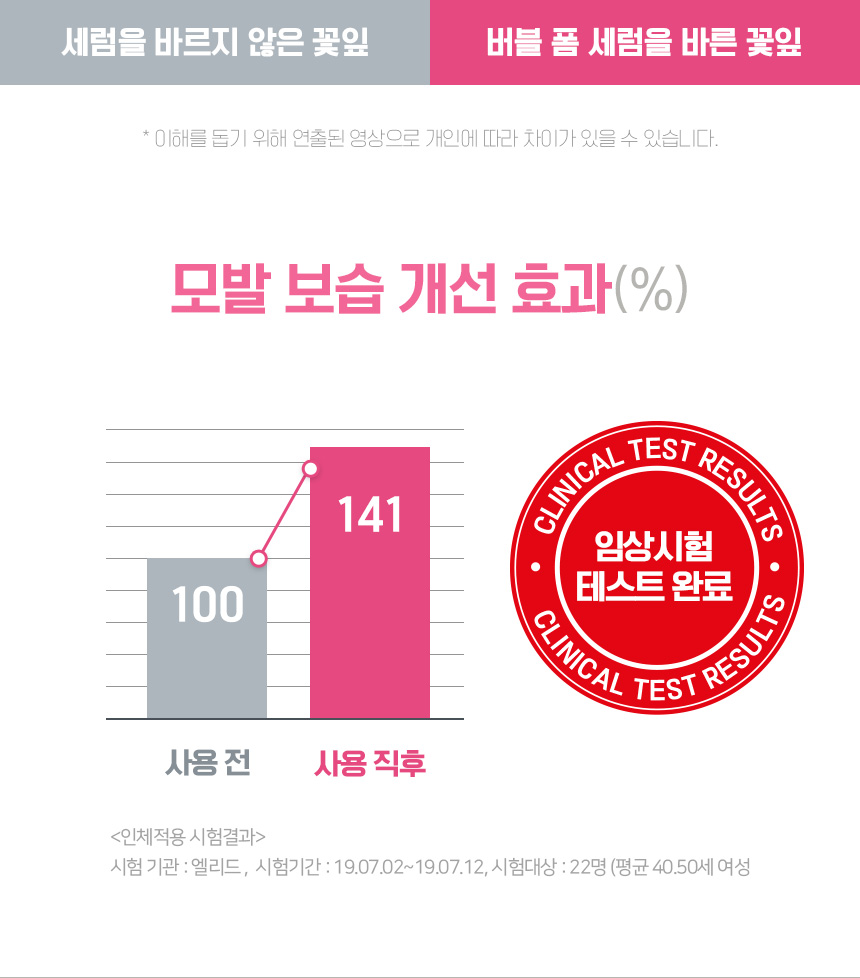 세럼을 바르지 않은 꽃잎
버블 폼 세럼을 바른 꽃잎
* 이해를 돕기 위해 연출된 영상으로 개인에 따라 차이가 있을 수 있습니다.
모발 보습 개선 효과(%)
100
141
사용 전
사용 직후
CLINICAL TEST RESULTS
임상시험
테스트 완료
CLINICAL TEST RESULTS
<인체적용 시험결과>
시험 기관 : 엘리드 , 시험기간 : 19.07.02~19.07.12, 시험대상 : 22명 (평균 40.50세 여성